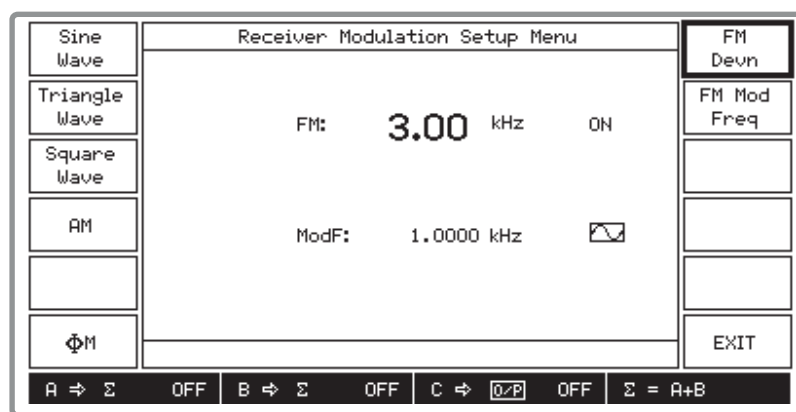 Receiver Modulation Setup Menu
Sine
Wave
Triangle
Wave
Square
Wave
AM
ΦM
FM: 3.00 kHz ON
ModF: 1.0000 kHz
FM
Devn
FM Mod
Freq
EXIT
A ⇨ Σ OFF B ⇨ Σ OFF C ⇨ O/P OFF Σ = A+B